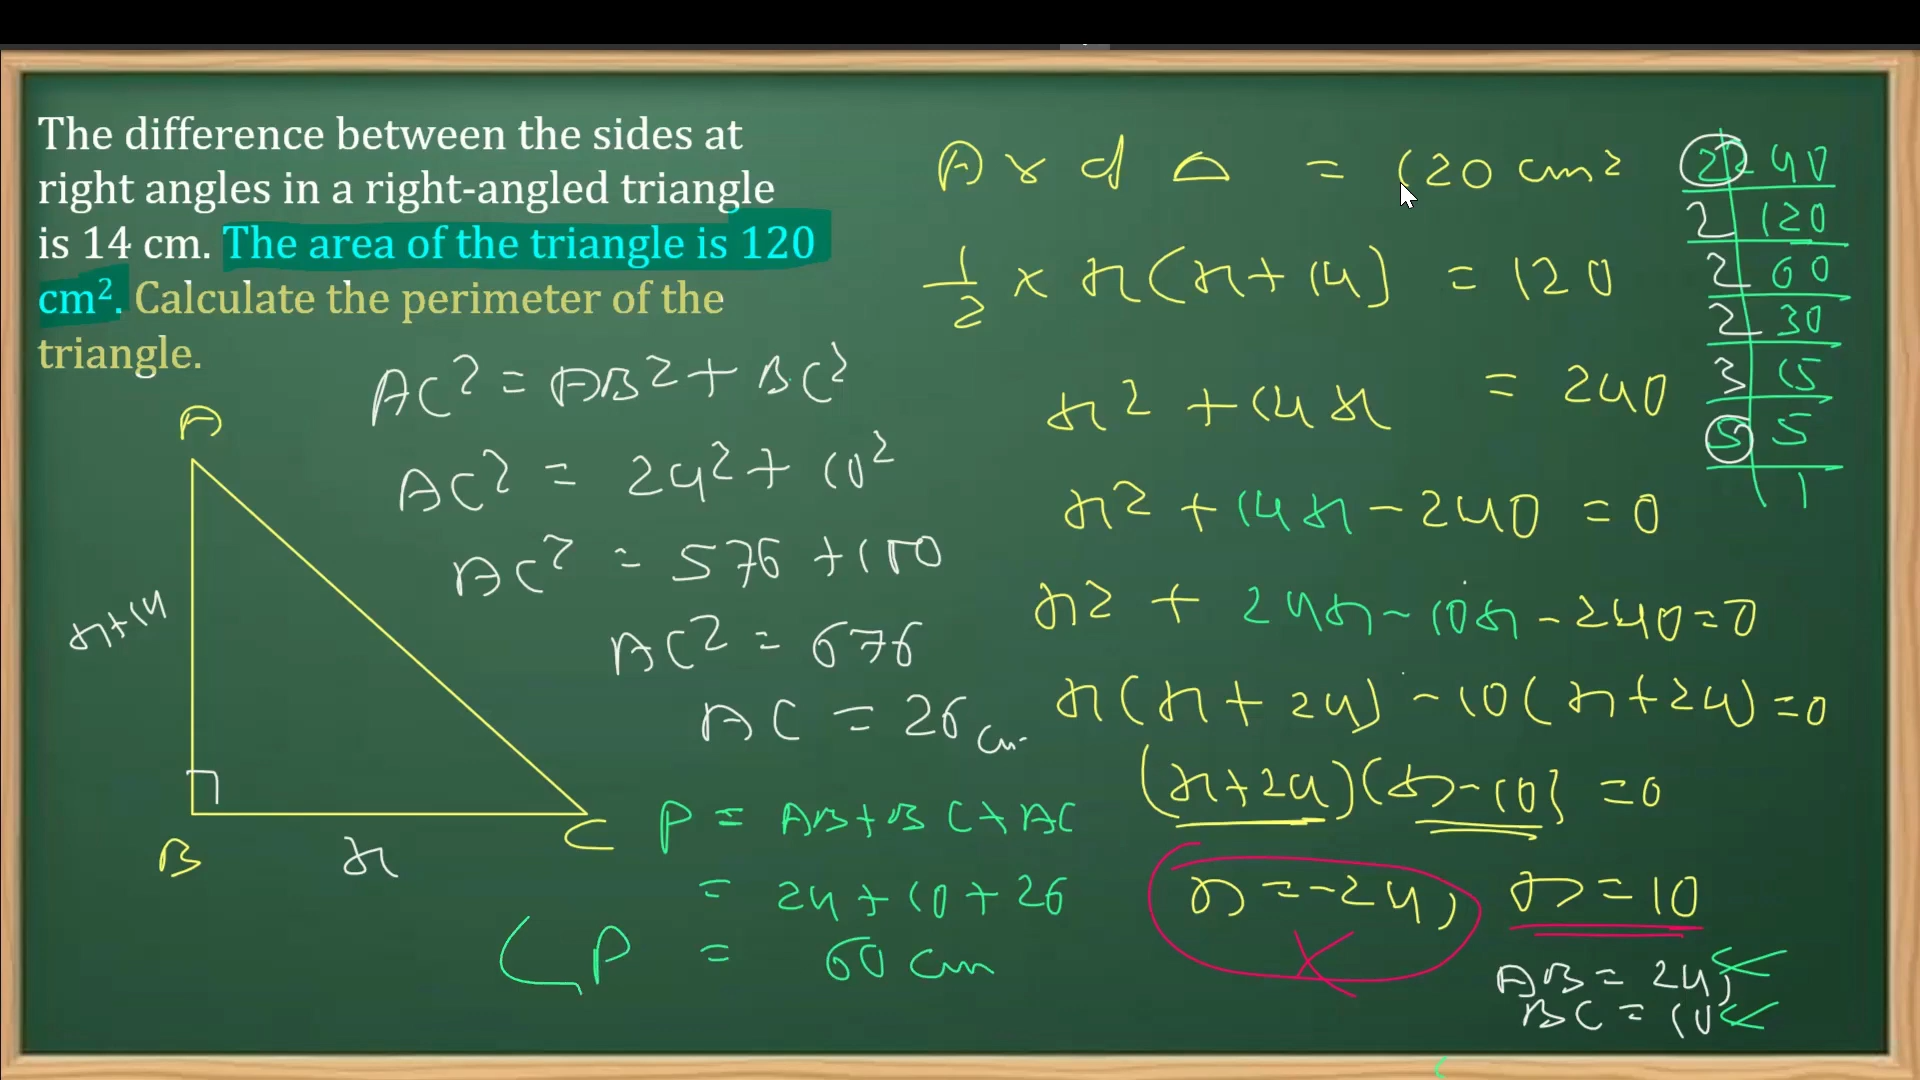 The difference between the sides at
right angles in a right-angled triangle
is 14 cm. The area of the triangle is 120
cm². Calculate the perimeter of the
triangle.
AC² = AB² + BC²
AC² = 24² + 10²
AC² = 576 + 100
AC² = 676
AC = 26 cm
A
x+14
B
x
C
P = AB+BC+AC
= 24+10+26
P = 60 cm
Ar of △ = 120 cm²
1/2 × x(x+14) = 120
x² + 14x = 240
x² + 14x - 240 = 0
x² + 24x - 10x - 240 = 0
x(x+24) - 10(x+24) = 0
(x+24)(x-10) = 0
x = -24, x = 10
AB = 24,
BC = 10
2 240
2 120
2 60
2 30
3 15
5 5
1